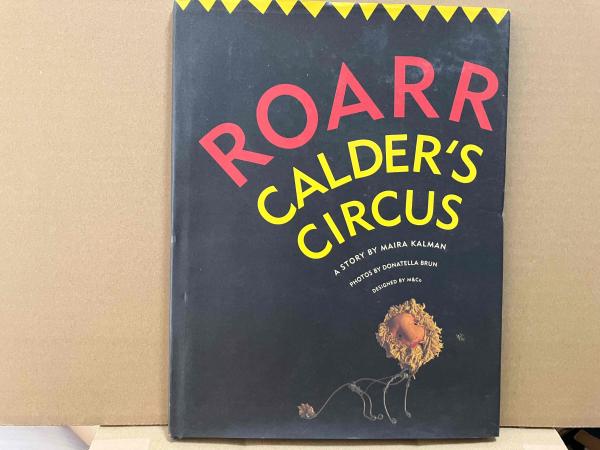 ROARR
CALDER'S
CIRCUS
A STORY BY MAIRA KALMAN
PHOTOS BY DONATELLA BRUN
DESIGNED BY M&Co